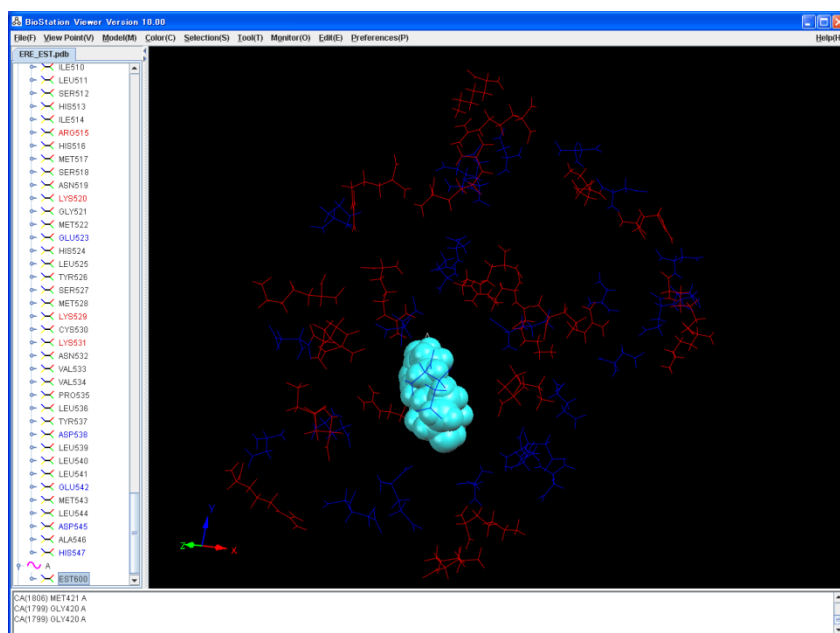 BioStation Viewer Version 10.00
File(F) View Point(V) Model(M) Color(C) Selection(S) Tool(T) Monitor(O) Edit(E) Preferences(P) Help(H
ERE_EST.pdb
ILE510
LEU511
SER512
HIS513
ILE514
ARG515
HIS516
MET517
SER518
ASN519
LYS520
GLY521
MET522
GLU523
HIS524
LEU525
TYR526
SER527
MET528
LYS529
CYS530
LYS531
ASN532
VAL533
VAL534
PRO535
LEU536
TYR537
ASP538
LEU539
LEU540
LEU541
GLU542
MET543
LEU544
ASP545
ALA546
HIS547
A
EST600
A
Y
Z
X
CA(1806) MET421 A
CA(1799) GLY420 A
CA(1799) GLY420 A